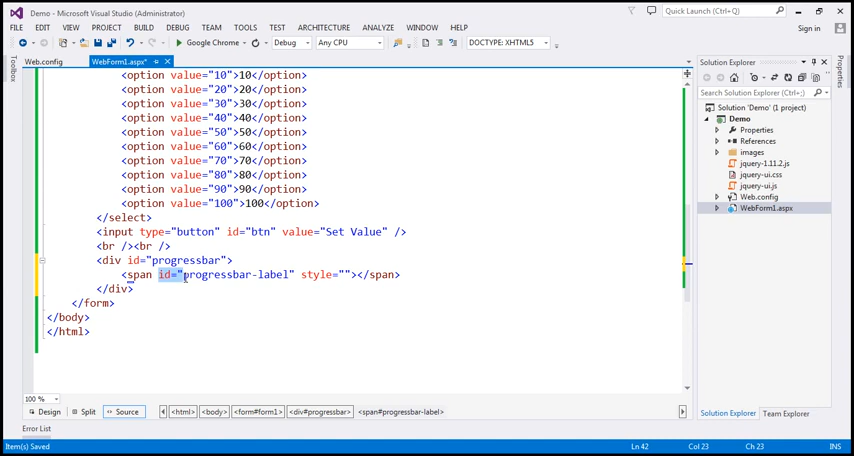 Demo - Microsoft Visual Studio (Administrator)
Quick Launch (Ctrl+Q)
FILE EDIT VIEW PROJECT BUILD DEBUG TEAM TOOLS TEST ARCHITECTURE ANALYZE WINDOW HELP
Sign in
Google Chrome Debug Any CPU DOCTYPE: XHTML5
Toolbox
Web.config WebForm1.aspx*
<option value="10">10</option>
<option value="20">20</option>
<option value="30">30</option>
<option value="40">40</option>
<option value="50">50</option>
<option value="60">60</option>
<option value="70">70</option>
<option value="80">80</option>
<option value="90">90</option>
<option value="100">100</option>
</select>
<input type="button" id="btn" value="Set Value" />
<br /><br />
<div id="progressbar">
<span id="progressbar-label" style=""></span>
</div>
</form>
</body>
</html>
100 %
Design Split Source <html> <body> <form#form1> <div#progressbar> <span#progressbar-label>
Error List
Solution Explorer
Search Solution Explorer (Ctrl+;)
Solution 'Demo' (1 project)
Demo
Properties
References
images
jquery-1.11.2.js
jquery-ui.css
jquery-ui.js
Web.config
WebForm1.aspx
Solution Explorer Team Explorer
Properties
Item(s) Saved Ln 42 Col 23 Ch 23 INS